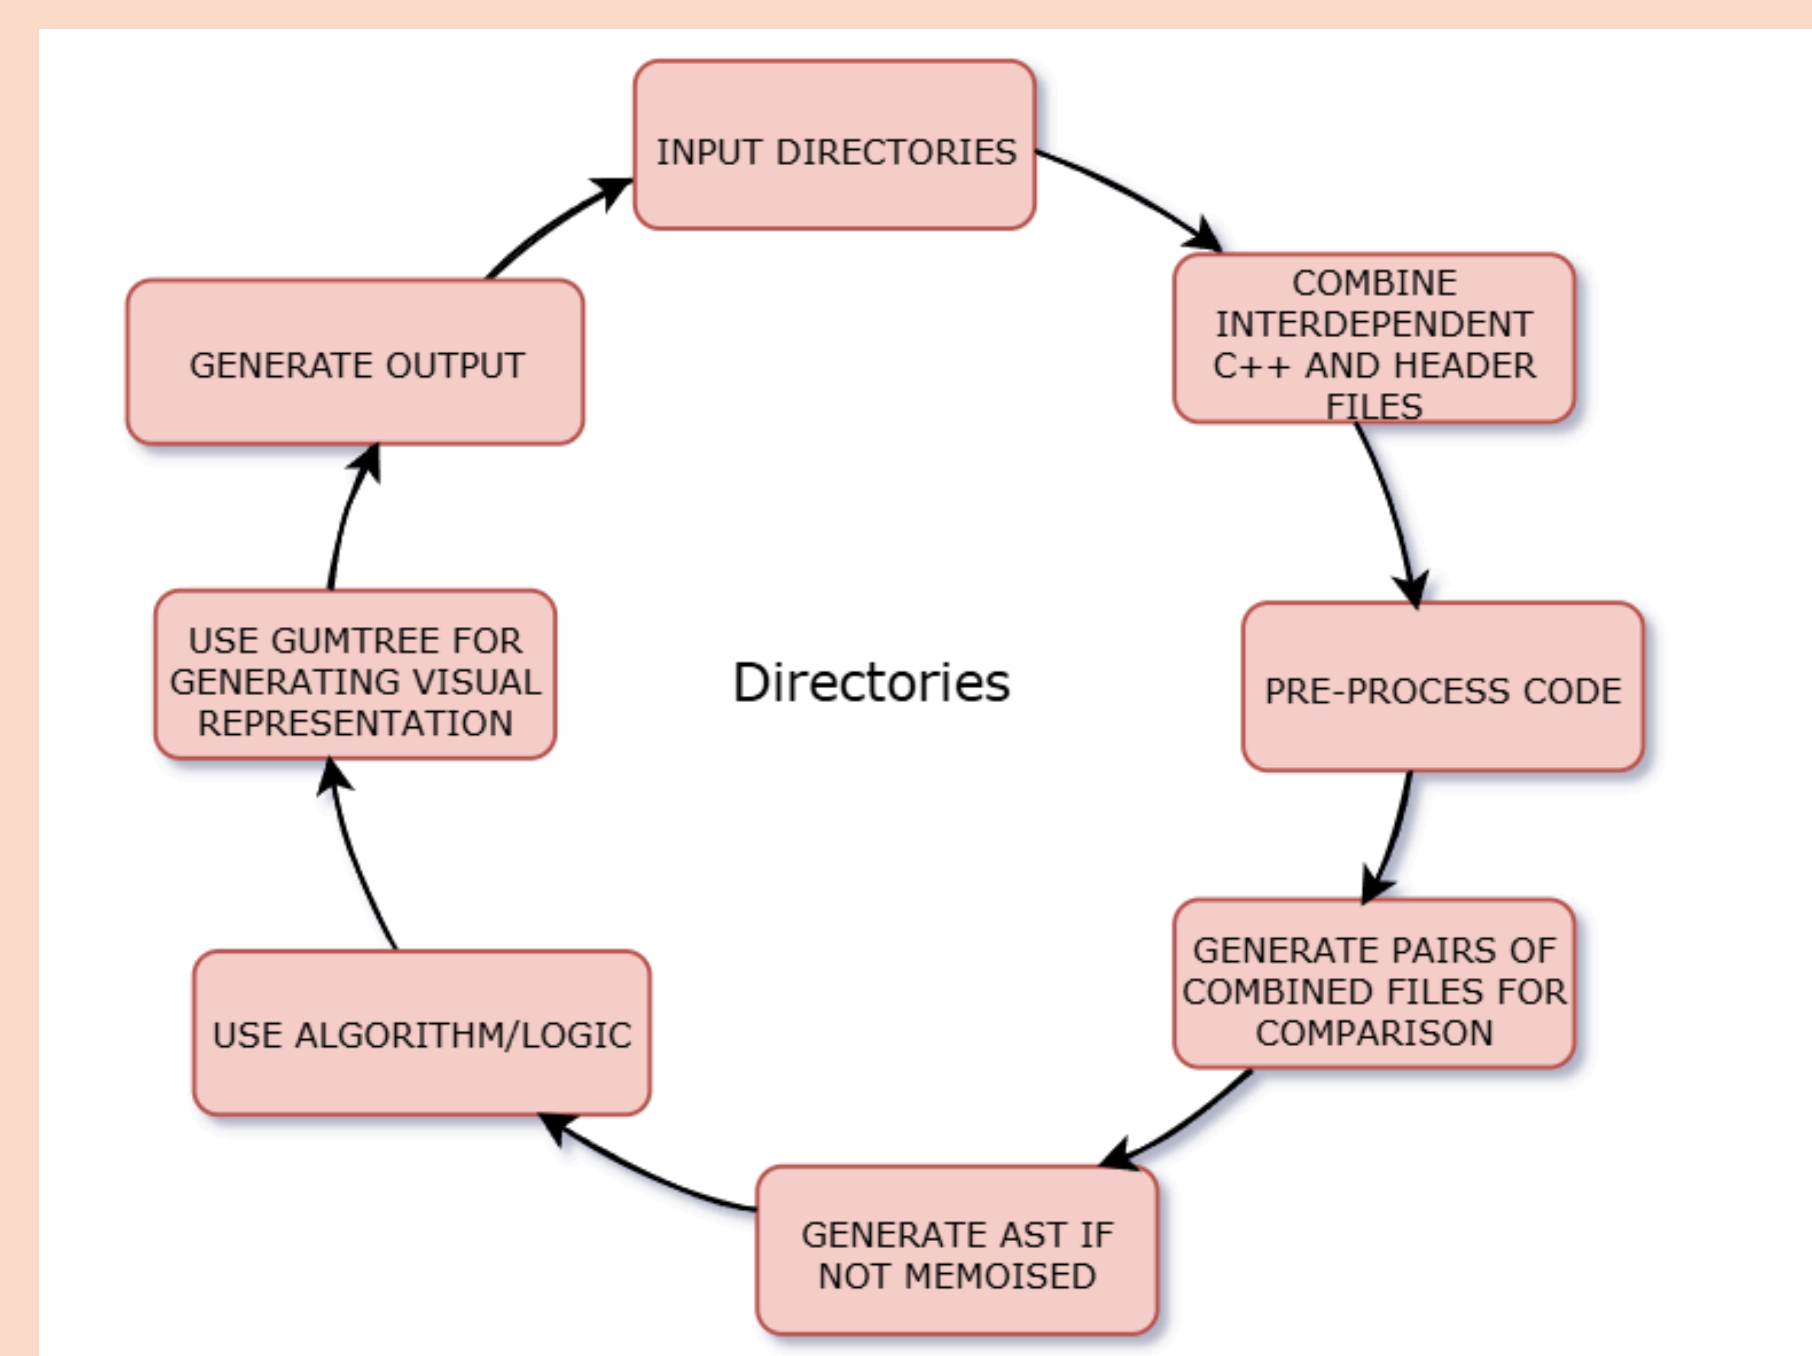 INPUT DIRECTORIES
COMBINE
INTERDEPENDENT
C++ AND HEADER
FILES
PRE-PROCESS CODE
GENERATE PAIRS OF
COMBINED FILES FOR
COMPARISON
GENERATE AST IF
NOT MEMOISED
USE ALGORITHM/LOGIC
USE GUMTREE FOR
GENERATING VISUAL
REPRESENTATION
GENERATE OUTPUT
Directories